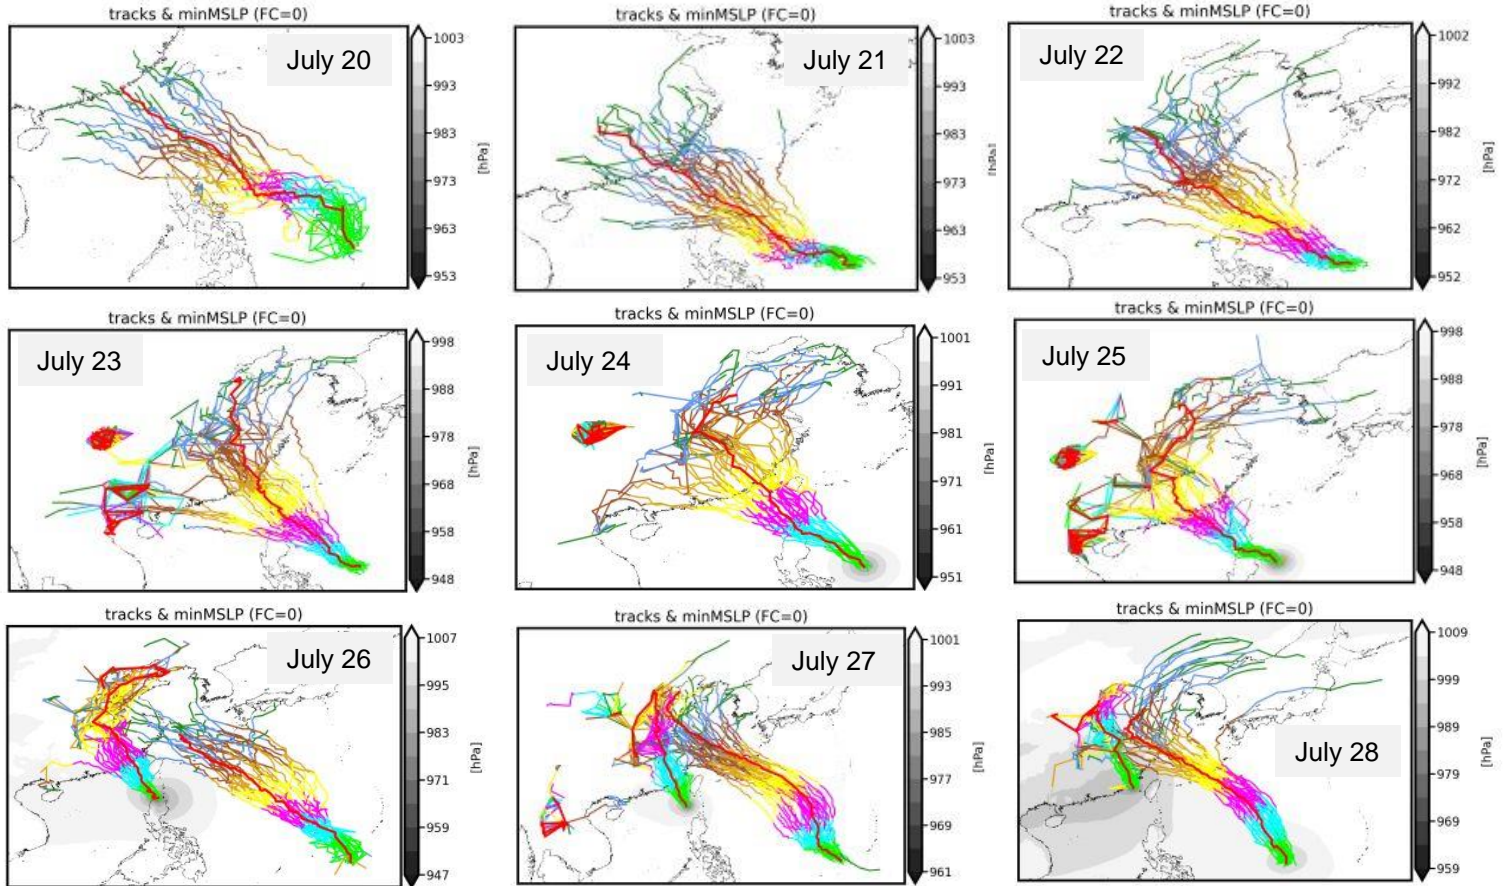 tracks & minMSLP (FC=0)
July 20
1003
993
983
973
963
953
[hPa]
tracks & minMSLP (FC=0)
July 21
1003
993
983
973
963
953
[hPa]
tracks & minMSLP (FC=0)
July 22
1002
992
982
972
962
952
[hPa]
tracks & minMSLP (FC=0)
July 23
998
988
978
968
958
948
[hPa]
tracks & minMSLP (FC=0)
July 24
1001
991
981
971
961
951
[hPa]
tracks & minMSLP (FC=0)
July 25
998
988
978
968
958
948
[hPa]
tracks & minMSLP (FC=0)
July 26
1007
995
983
971
959
947
[hPa]
tracks & minMSLP (FC=0)
July 27
1001
993
985
977
969
961
[hPa]
tracks & minMSLP (FC=0)
July 28
1009
999
989
979
969
959
[hPa]